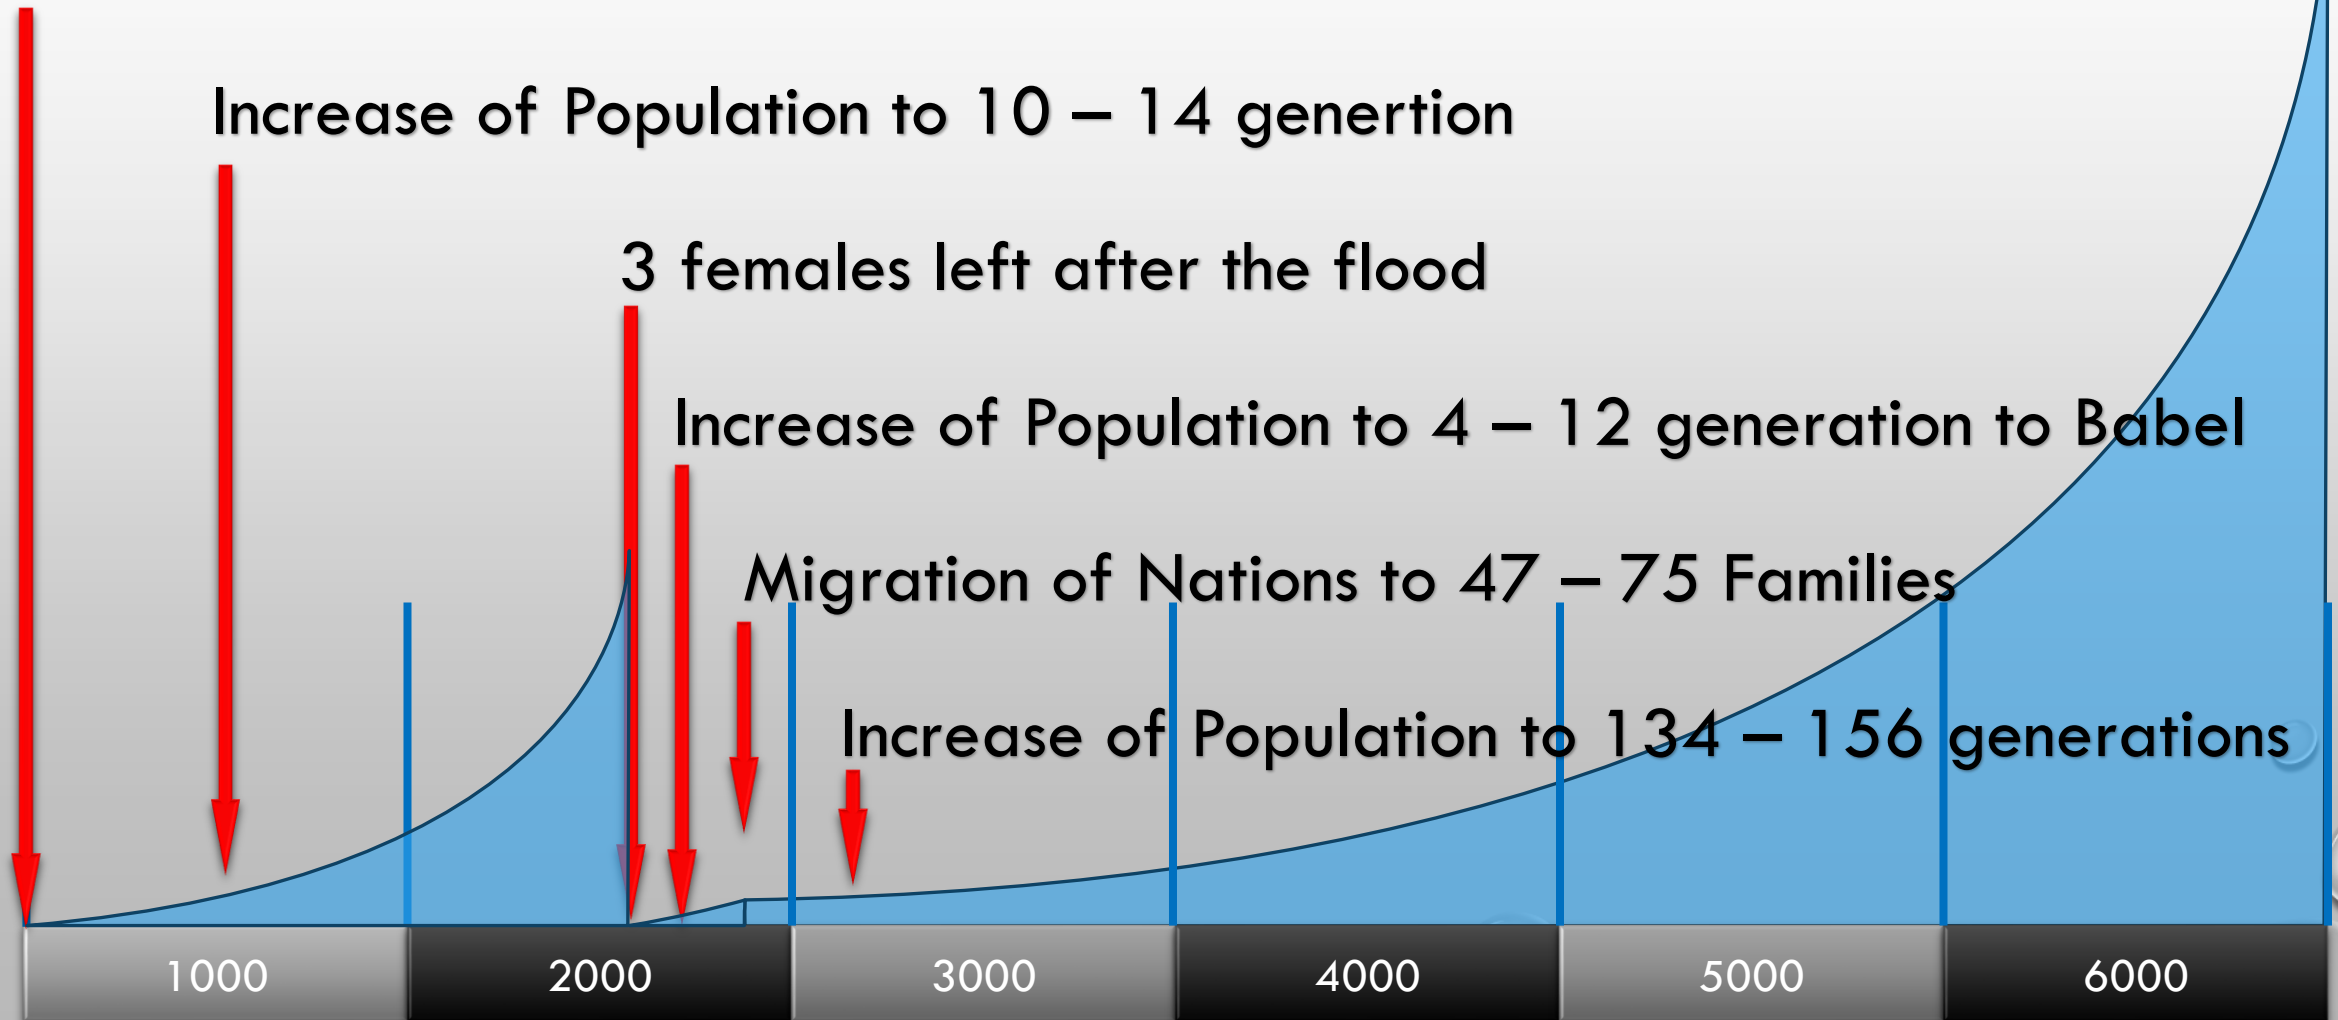 Increase of Population to 10 – 14 genertion
3 females left after the flood
Increase of Population to 4 – 12 generation to Babel
Migration of Nations to 47 – 75 Families
Increase of Population to 134 – 156 generations
1000 2000 3000 4000 5000 6000